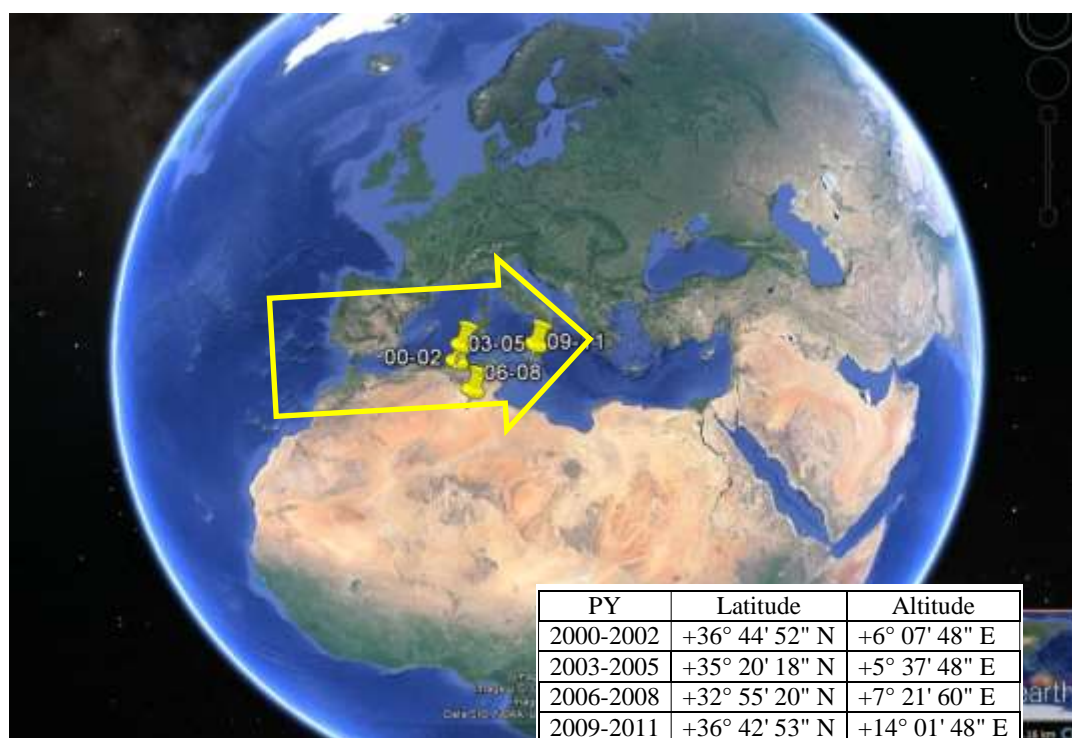 03-05
09-11
00-02
06-08
PY Latitude Altitude
2000-2002 +36° 44' 52" N +6° 07' 48" E
2003-2005 +35° 20' 18" N +5° 37' 48" E
2006-2008 +32° 55' 20" N +7° 21' 60" E
2009-2011 +36° 42' 53" N +14° 01' 48" E
earth